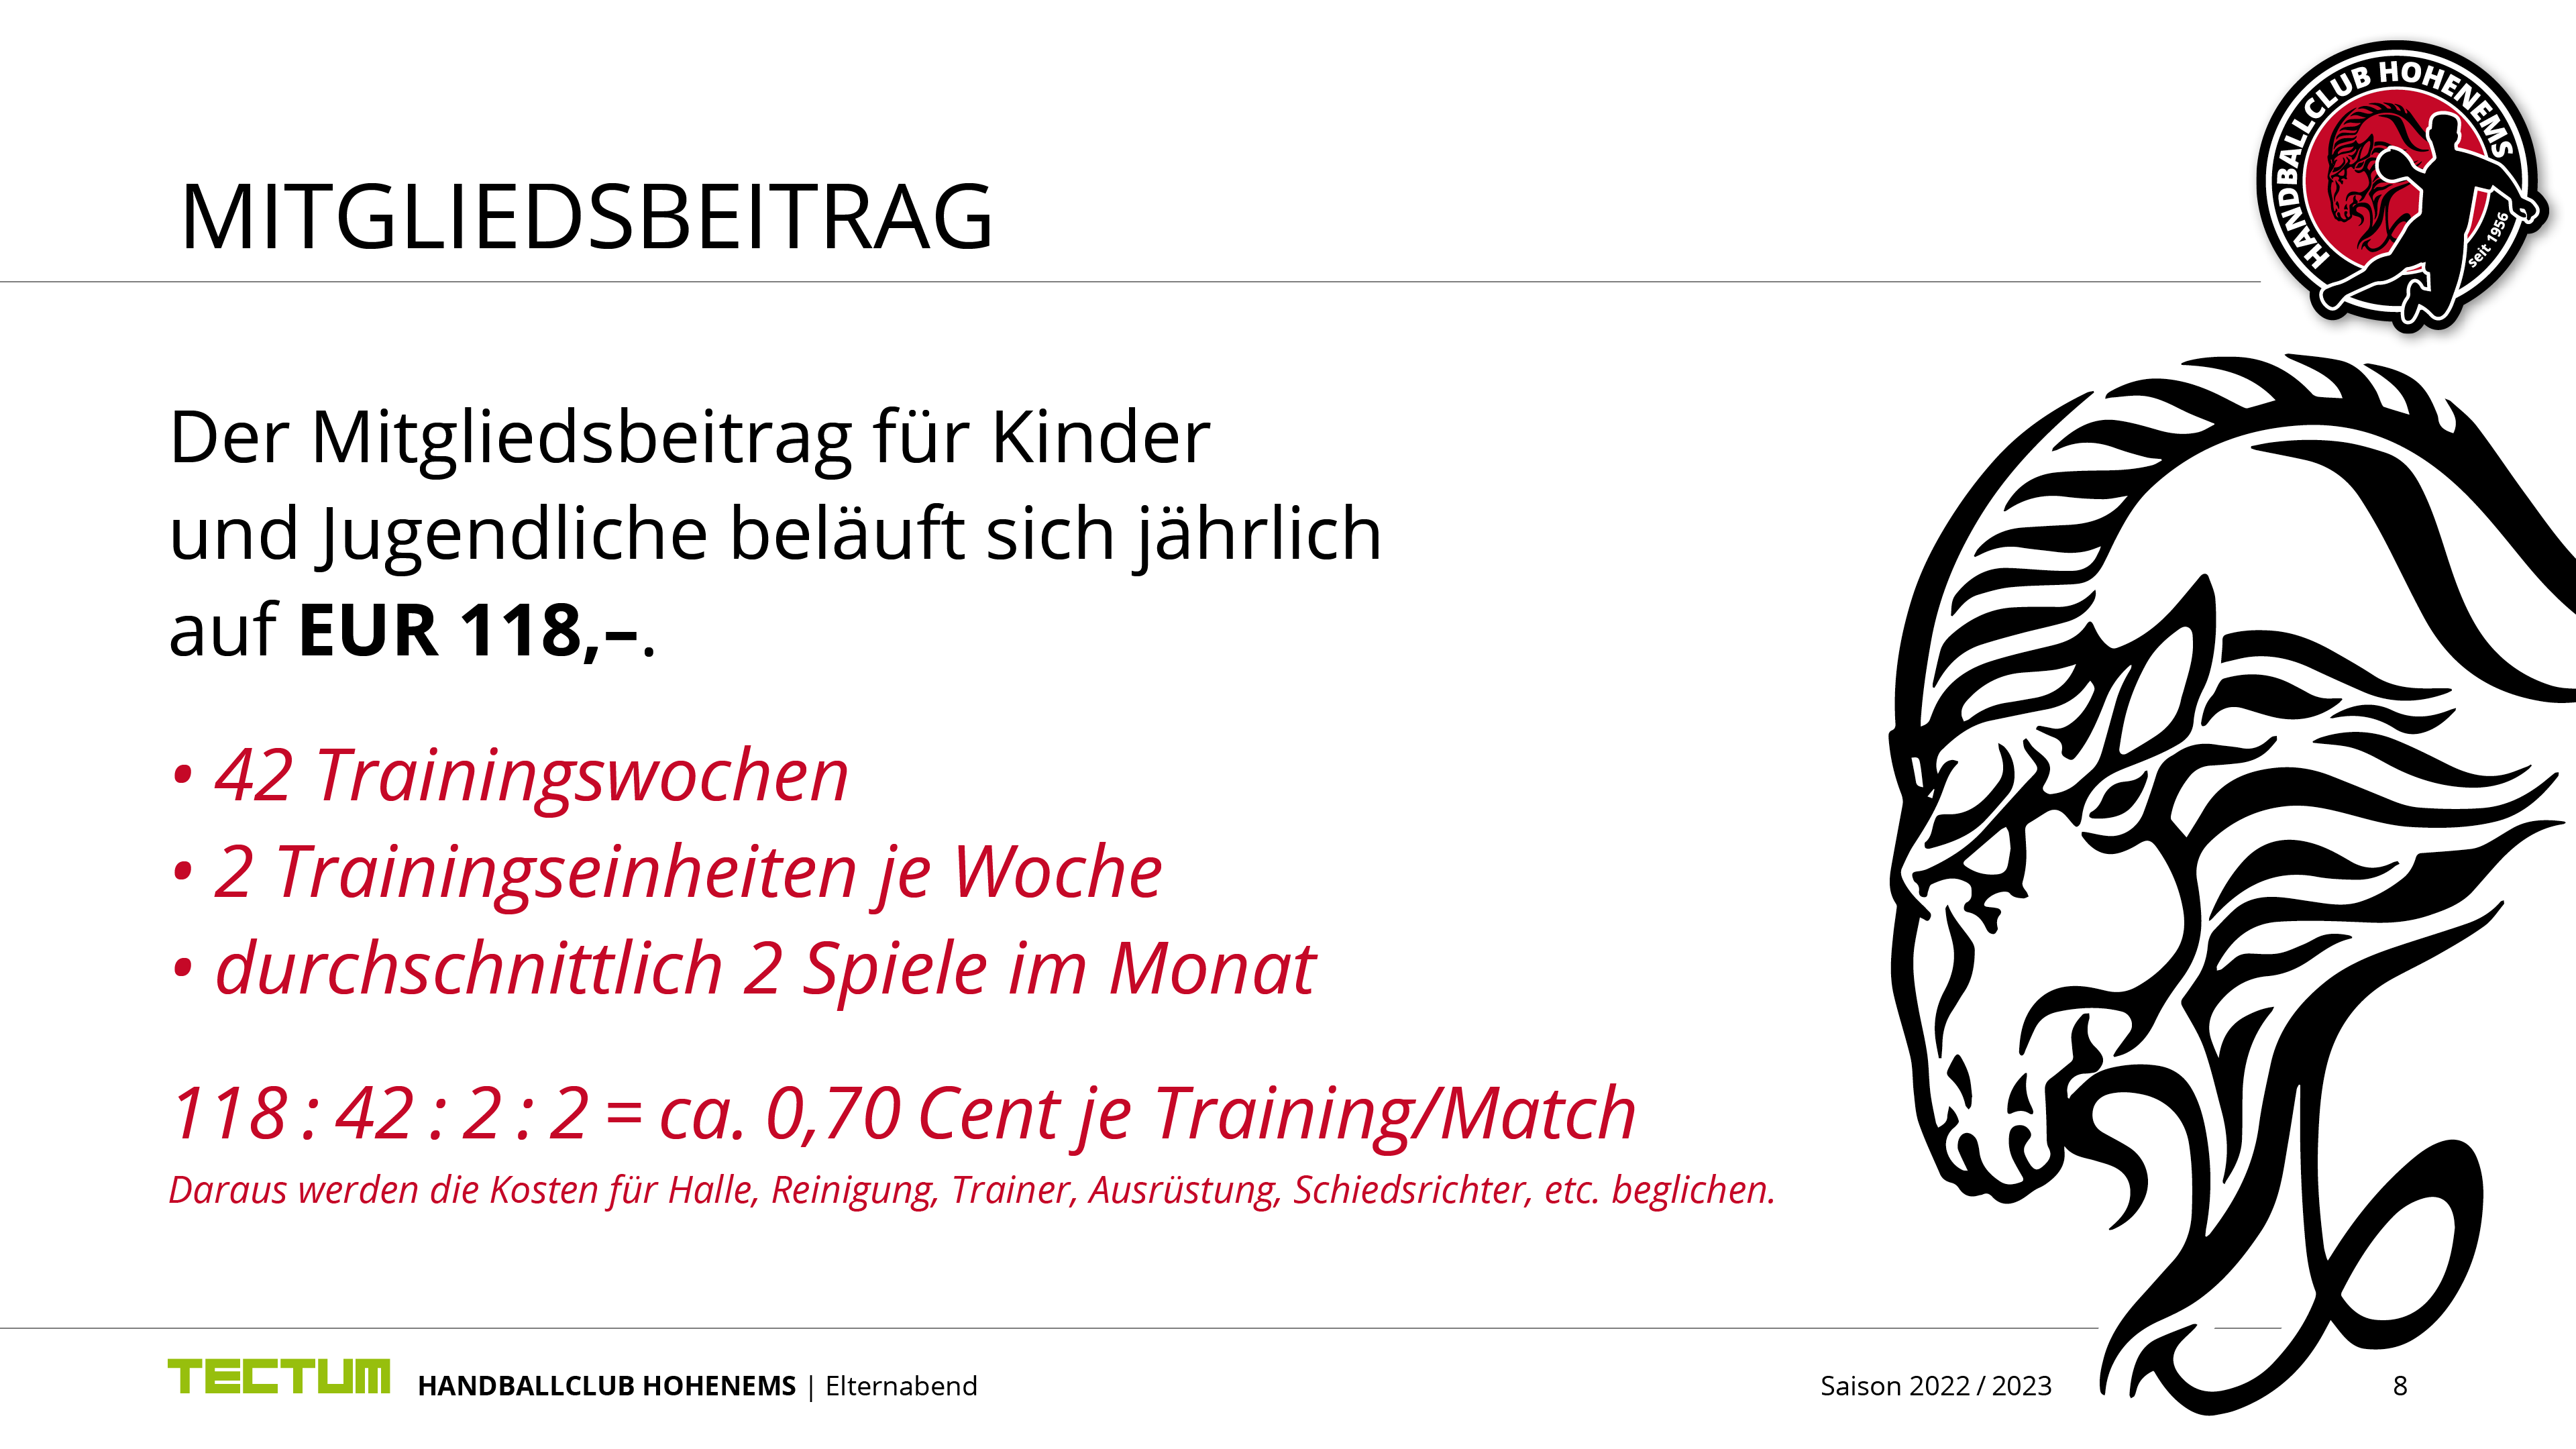 HANDBALLCLUB HOHENEMS
seit 1956
MITGLIEDSBEITRAG
Der Mitgliedsbeitrag für Kinder
und Jugendliche beläuft sich jährlich
auf EUR 118,–.
• 42 Trainingswochen
• 2 Trainingseinheiten je Woche
• durchschnittlich 2 Spiele im Monat
118 : 42 : 2 : 2 = ca. 0,70 Cent je Training/Match
Daraus werden die Kosten für Halle, Reinigung, Trainer, Ausrüstung, Schiedsrichter, etc. beglichen.
TECTUM HANDBALLCLUB HOHENEMS | Elternabend Saison 2022 / 2023 8